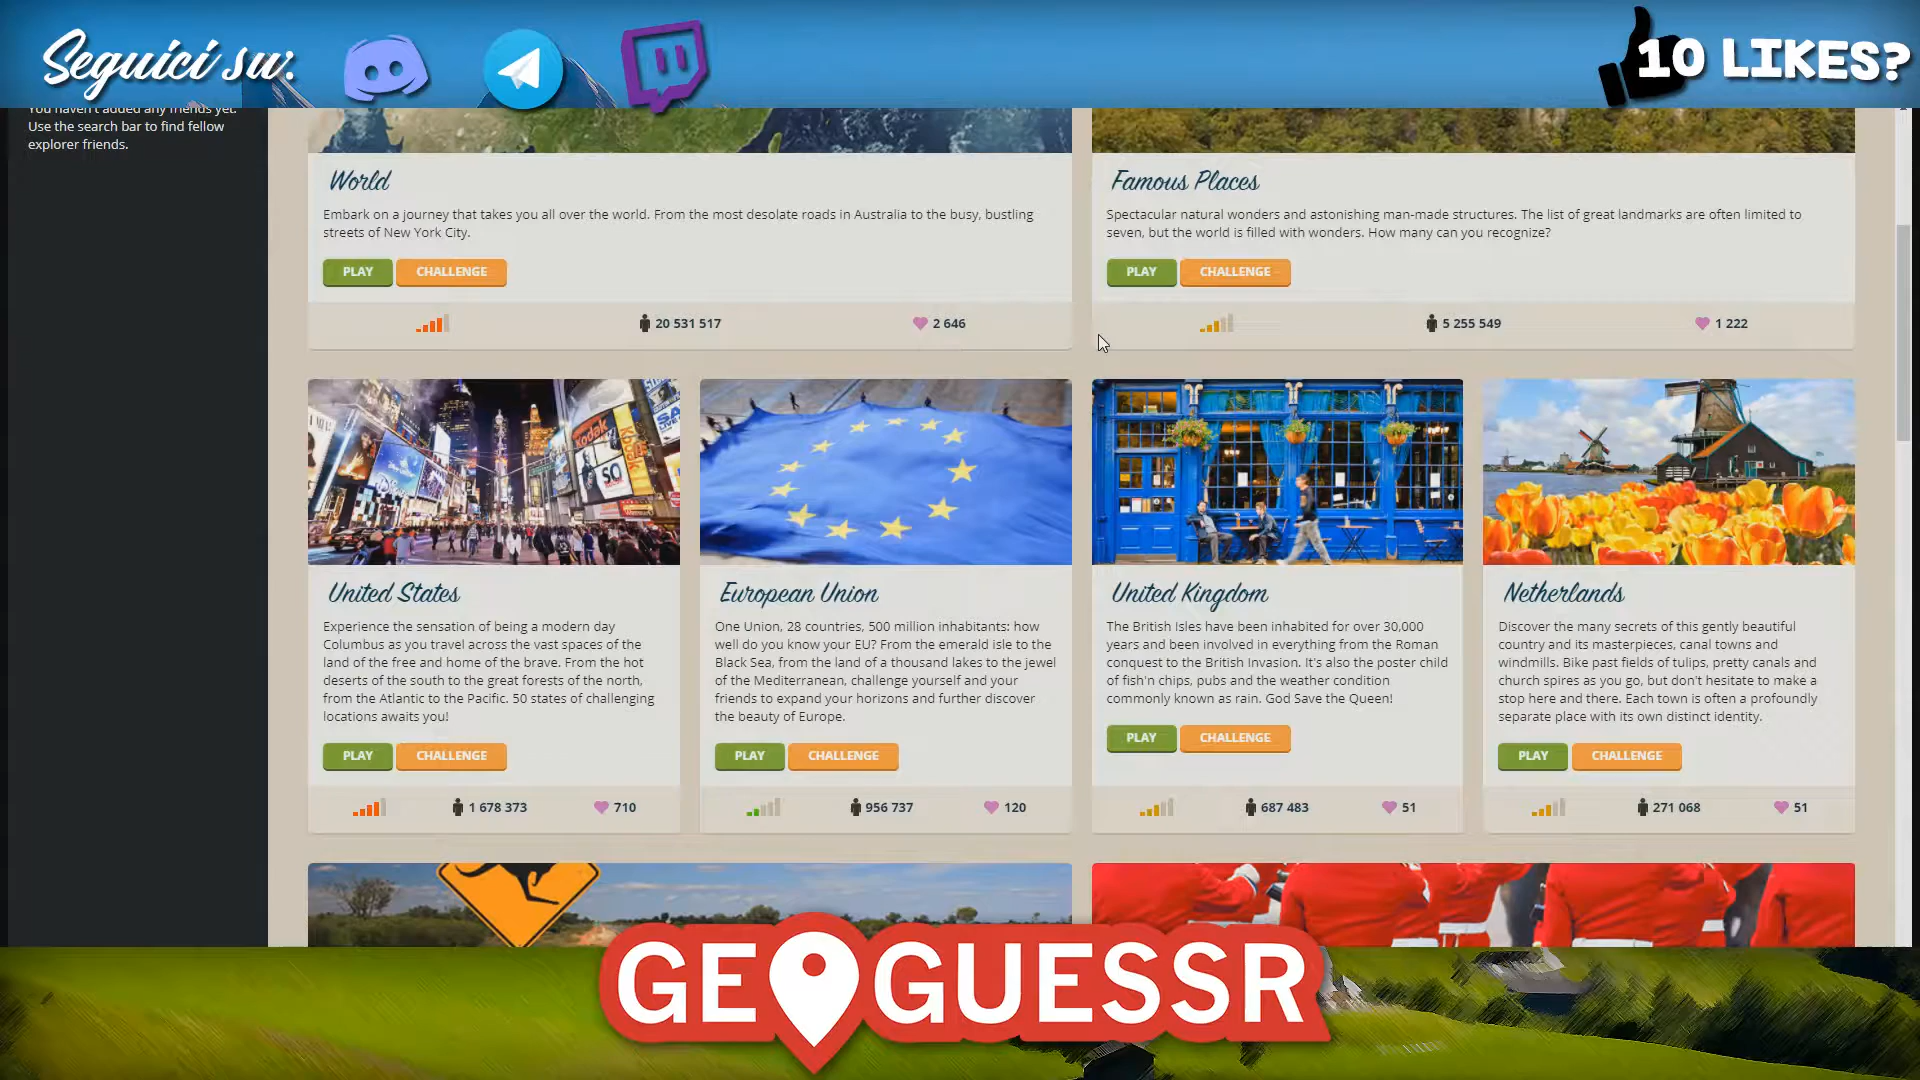 Seguici su:
10 LIKES?
You haven't added any friends yet.
Use the search bar to find fellow
explorer friends.
World
Embark on a journey that takes you all over the world. From the most desolate roads in Australia to the busy, bustling
streets of New York City.
PLAY CHALLENGE
20 531 517 2 646
Famous Places
Spectacular natural wonders and astonishing man-made structures. The list of great landmarks are often limited to
seven, but the world is filled with wonders. How many can you recognize?
PLAY CHALLENGE
5 255 549 1 222
Kodak
United States
Experience the sensation of being a modern day
Columbus as you travel across the vast spaces of the
land of the free and home of the brave. From the hot
deserts of the south to the great forests of the north,
from the Atlantic to the Pacific. 50 states of challenging
locations awaits you!
PLAY CHALLENGE
1 678 373 710
European Union
One Union, 28 countries, 500 million inhabitants: how
well do you know your EU? From the emerald isle to the
Black Sea, from the land of a thousand lakes to the jewel
of the Mediterranean, challenge yourself and your
friends to expand your horizons and further discover
the beauty of Europe.
PLAY CHALLENGE
956 737 120
United Kingdom
The British Isles have been inhabited for over 30,000
years and been involved in everything from the Roman
conquest to the British Invasion. It's also the poster child
of fish'n chips, pubs and the weather condition
commonly known as rain. God Save the Queen!
PLAY CHALLENGE
687 483 51
Netherlands
Discover the many secrets of this gently beautiful
country and its masterpieces, canal towns and
windmills. Bike past fields of tulips, pretty canals and
church spires as you go, but don't hesitate to make a
stop here and there. Each town is often a profoundly
separate place with its own distinct identity.
PLAY CHALLENGE
271 068 51
GEOGUESSR